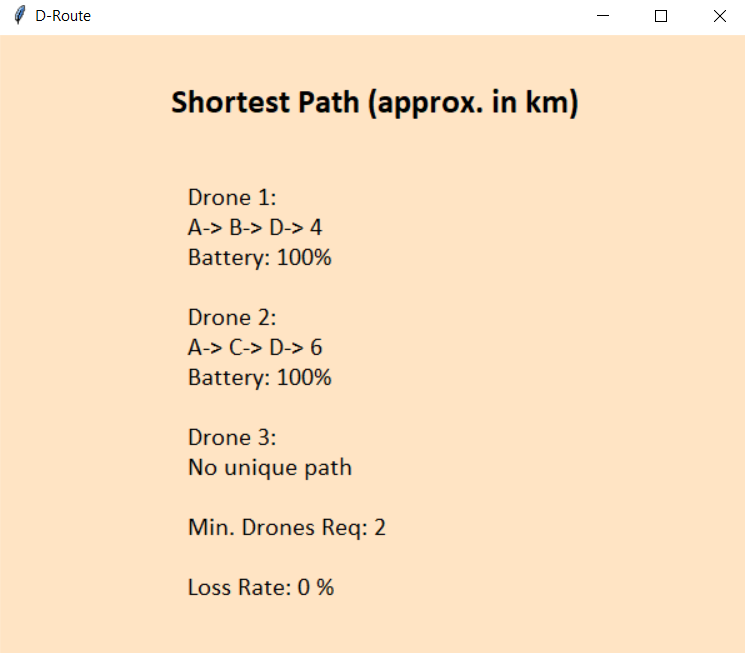 D-Route
Shortest Path (approx. in km)
Drone 1:
A-> B-> D-> 4
Battery: 100%
Drone 2:
A-> C-> D-> 6
Battery: 100%
Drone 3:
No unique path
Min. Drones Req: 2
Loss Rate: 0 %